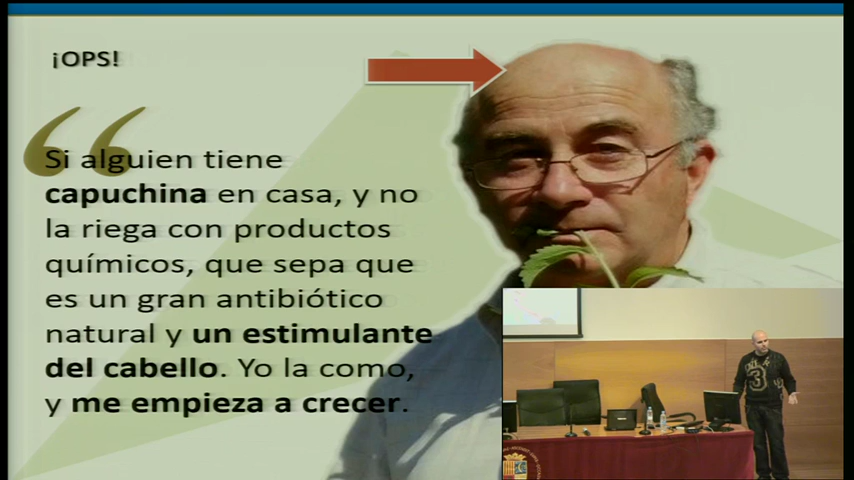 ¡OPS!
“
Si alguien tiene
capuchina en casa, y no
la riega con productos
químicos, que sepa que
es un gran antibiótico
natural y un estimulante
del cabello. Yo la como,
y me empieza a crecer.
3